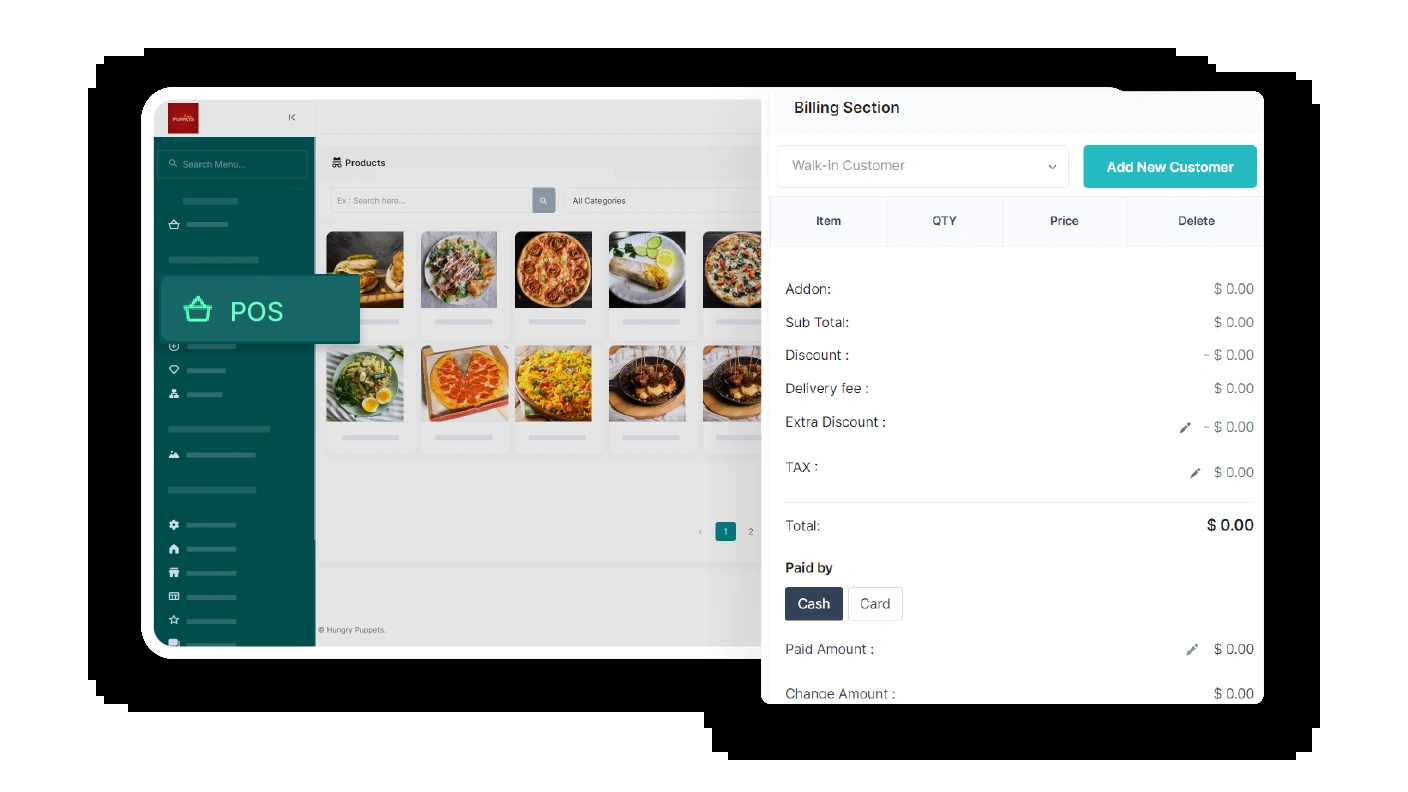 PUPPETS
Search Menu...
POS
Products
Ex : Search here...
All Categories
‹ 1 2
© Hungry Puppets.
Billing Section
Walk-in Customer
Add New Customer
Item QTY Price Delete
Addon: $ 0.00
Sub Total: $ 0.00
Discount : - $ 0.00
Delivery fee : $ 0.00
Extra Discount : - $ 0.00
TAX : $ 0.00
Total: $ 0.00
Paid by
Cash Card
Paid Amount : $ 0.00
Change Amount : $ 0.00